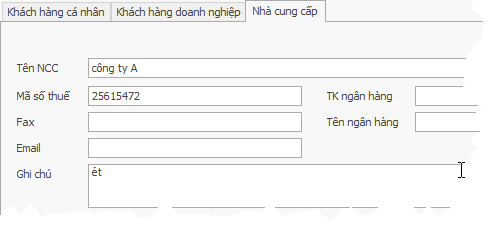 Khách hàng cá nhân Khách hàng doanh nghiệp Nhà cung cấp
Tên NCC công ty A
Mã số thuế 25615472 TK ngân hàng
Fax Tên ngân hàng
Email
Ghi chú ét